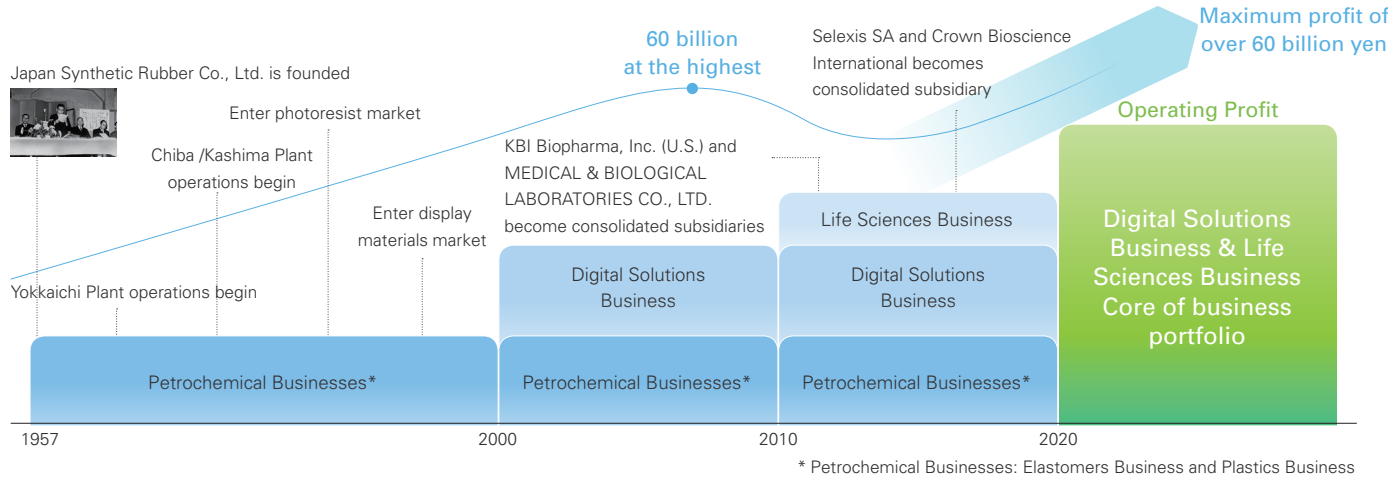 Japan Synthetic Rubber Co., Ltd. is founded
Enter photoresist market
Chiba /Kashima Plant
operations begin
Enter display
materials market
Yokkaichi Plant operations begin
60 billion
at the highest
KBI Biopharma, Inc. (U.S.) and
MEDICAL & BIOLOGICAL
LABORATORIES CO., LTD.
become consolidated subsidiaries
Selexis SA and Crown Bioscience
International becomes
consolidated subsidiary
Maximum profit of
over 60 billion yen
Operating Profit
Petrochemical Businesses*
Digital Solutions
Business
Petrochemical Businesses*
Life Sciences Business
Digital Solutions
Business
Petrochemical Businesses*
Digital Solutions
Business & Life
Sciences Business
Core of business
portfolio
1957
2000
2010
2020
* Petrochemical Businesses: Elastomers Business and Plastics Business